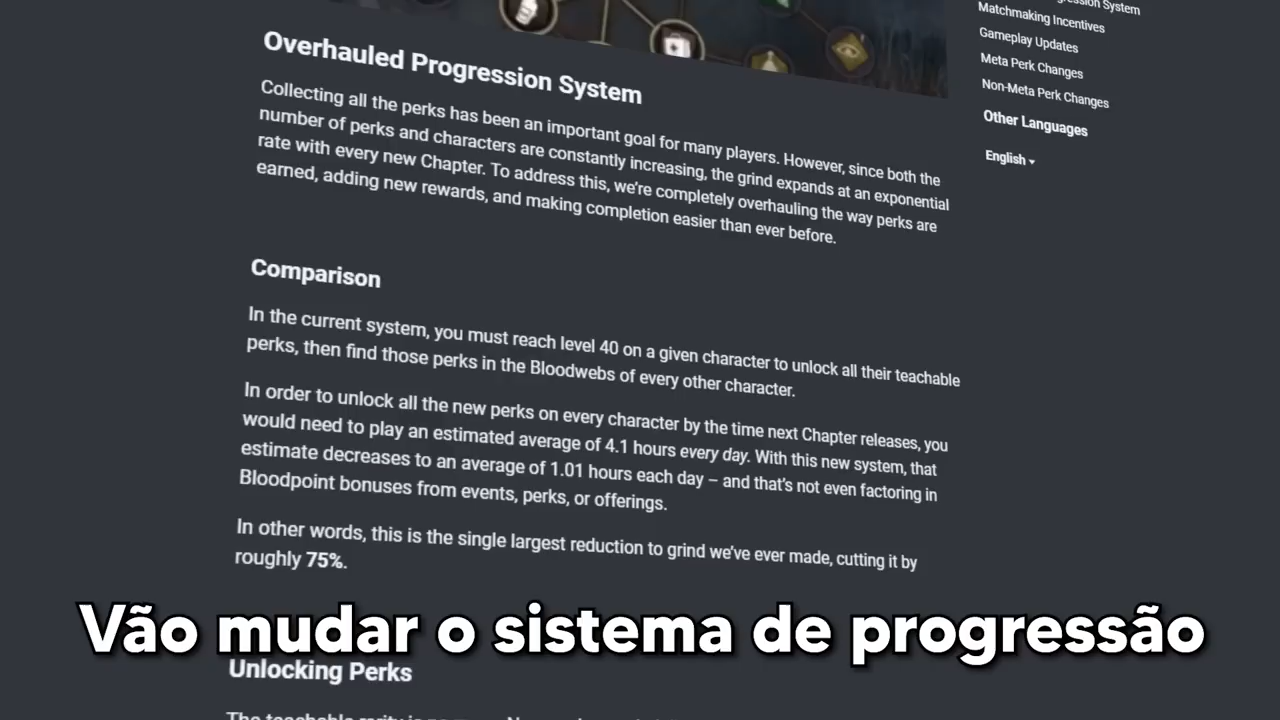 Overhauled Progression System
Collecting all the perks has been an important goal for many players. However, since both the
number of perks and characters are constantly increasing, the grind expands at an exponential
rate with every new Chapter. To address this, we're completely overhauling the way perks are
earned, adding new rewards, and making completion easier than ever before.
Comparison
In the current system, you must reach level 40 on a given character to unlock all their teachable
perks, then find those perks in the Bloodwebs of every other character.
In order to unlock all the new perks on every character by the time next Chapter releases, you
would need to play an estimated average of 4.1 hours every day. With this new system, that
estimate decreases to an average of 1.01 hours each day – and that's not even factoring in
Bloodpoint bonuses from events, perks, or offerings.
In other words, this is the single largest reduction to grind we've ever made, cutting it by
roughly 75%.
Vão mudar o sistema de progressão
Unlocking Perks
The teachable
System
Matchmaking Incentives
Gameplay Updates
Meta Perk Changes
Non-Meta Perk Changes
Other Languages
English